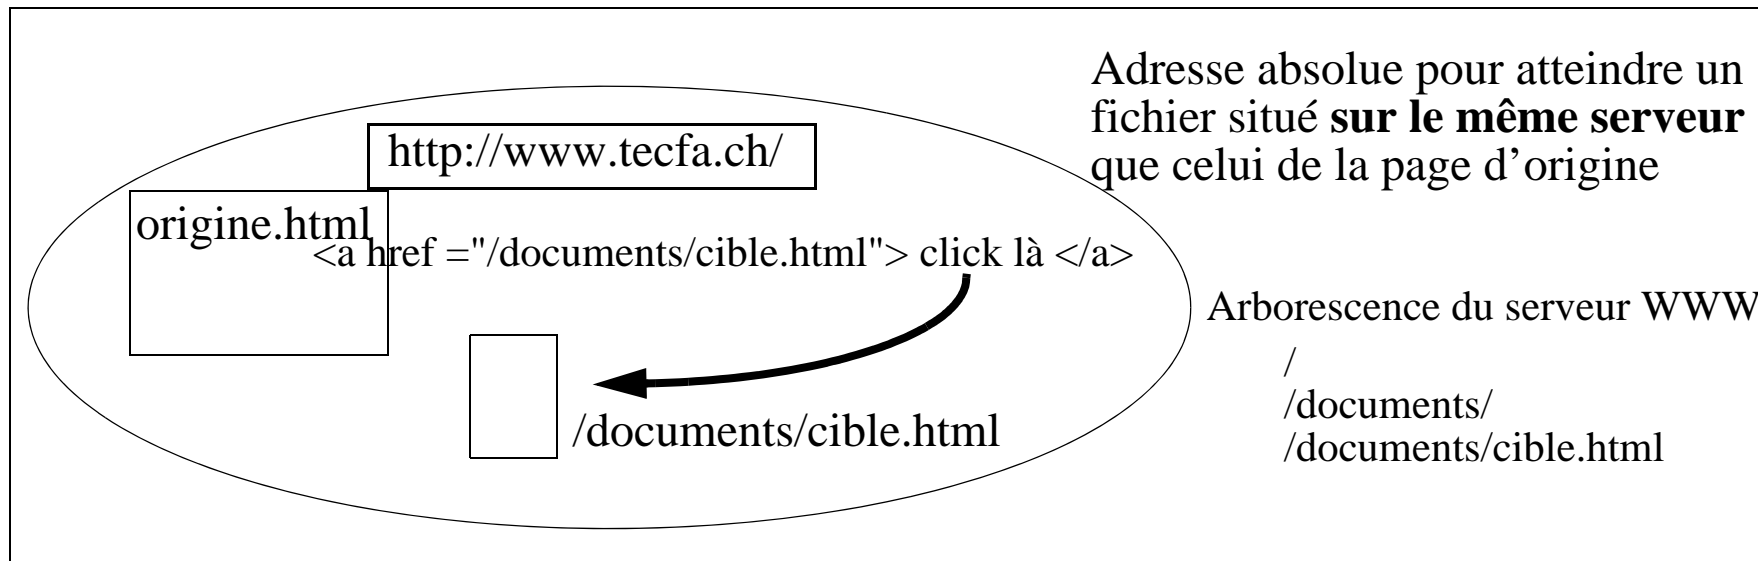 Adresse absolue pour atteindre un
fichier situé sur le même serveur
que celui de la page d’origine
http://www.tecfa.ch/
origine.html
<a href ="/documents/cible.html"> click là </a>
/documents/cible.html
Arborescence du serveur WWW
/
/documents/
/documents/cible.html